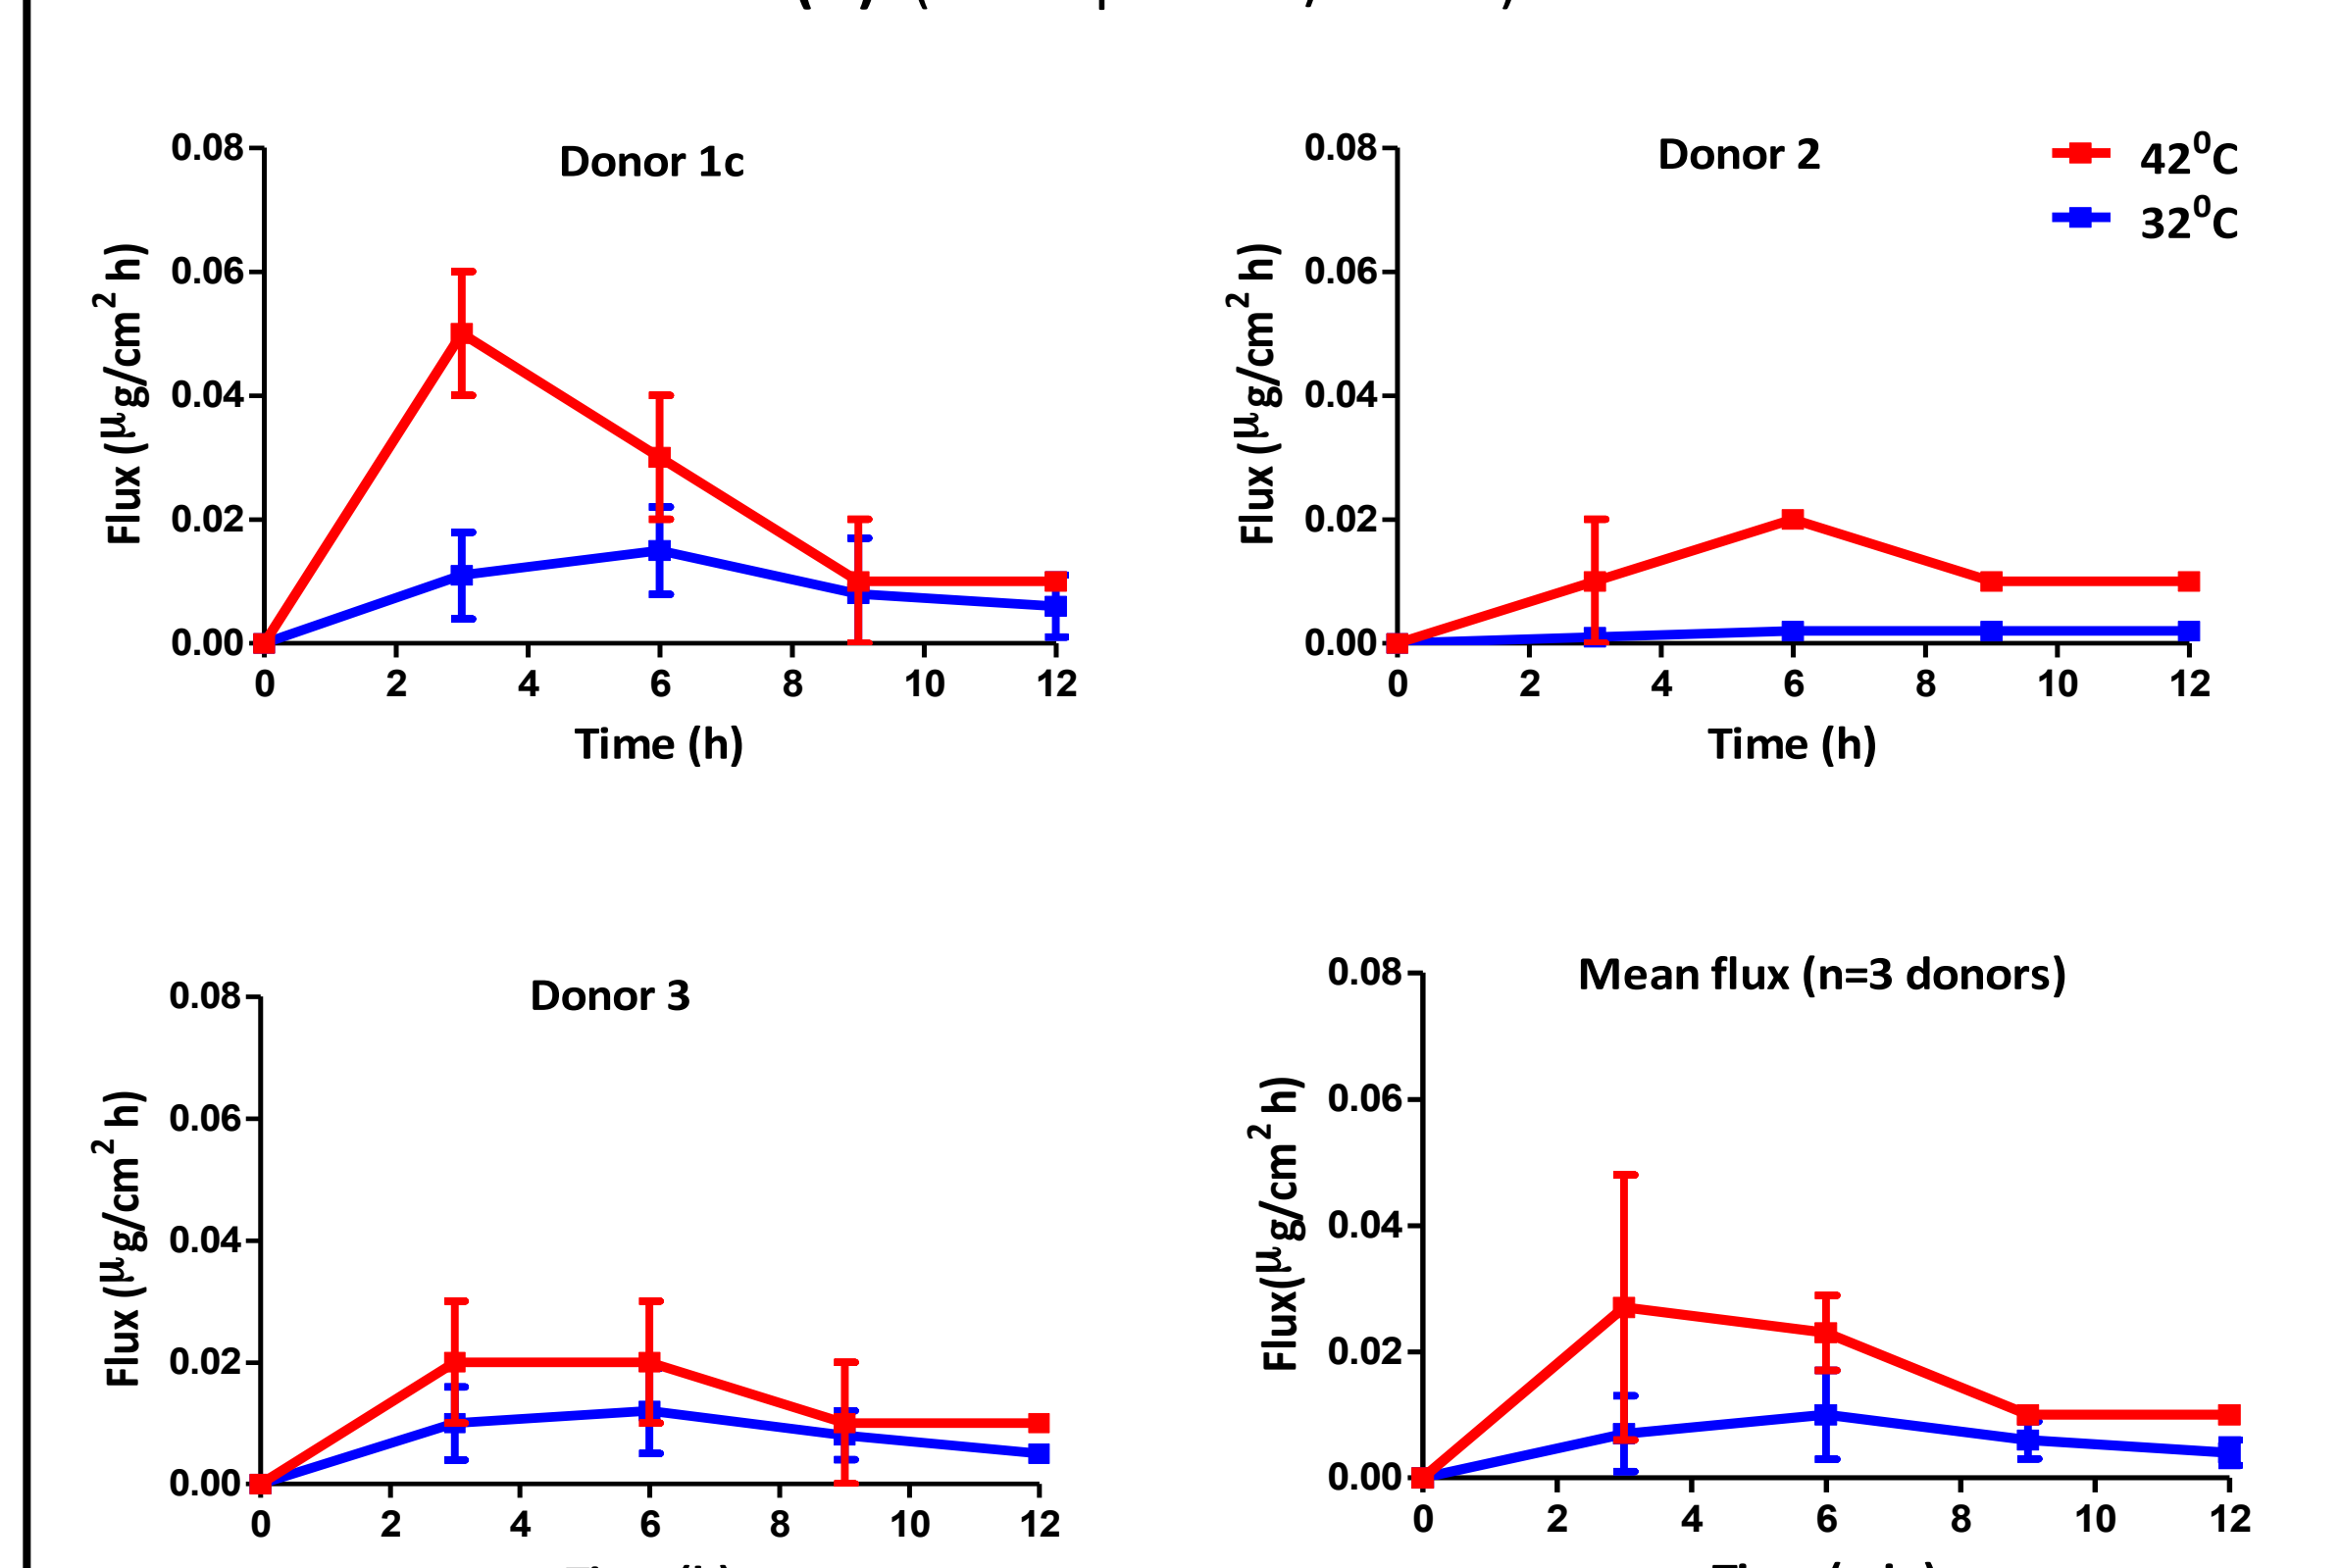 Donor 1c
0.08
0.06
0.04
0.02
0.00
Flux (µg/cm² h)
0 2 4 6 8 10 12
Time (h)
Donor 2
42⁰C
32⁰C
0.08
0.06
0.04
0.02
0.00
Flux (µg/cm² h)
0 2 4 6 8 10 12
Time (h)
Donor 3
0.08
0.06
0.04
0.02
0.00
Flux (µg/cm² h)
0 2 4 6 8 10 12
Mean flux (n=3 donors)
0.08
0.06
0.04
0.02
0.00
Flux(µg/cm² h)
0 2 4 6 8 10 12